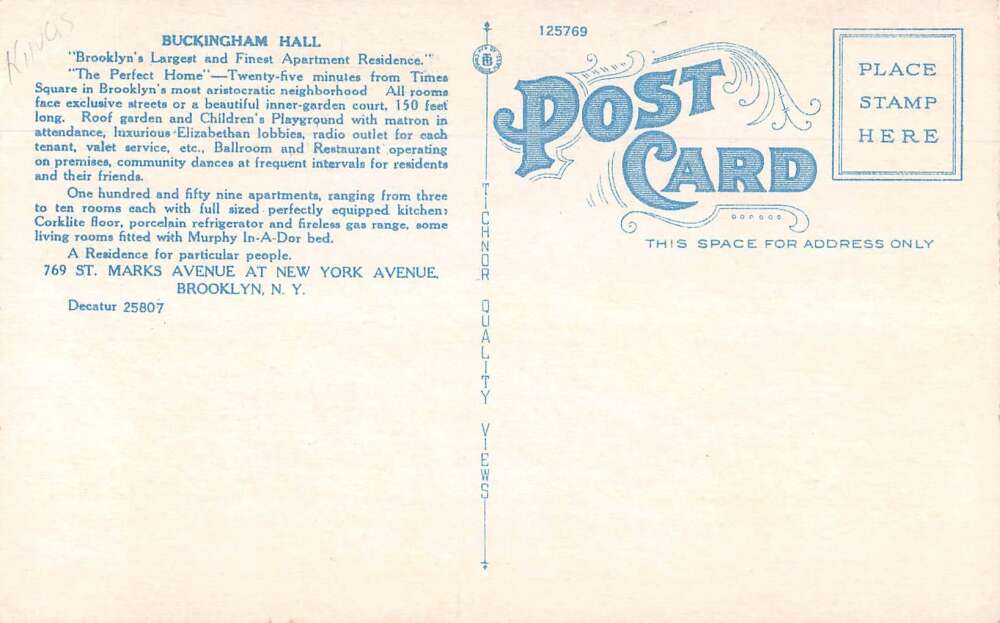 Kings
BUCKINGHAM HALL
"Brooklyn's Largest and Finest Apartment Residence."
"The Perfect Home"—Twenty-five minutes from Times
Square in Brooklyn's most aristocratic neighborhood All rooms
face exclusive streets or a beautiful inner-garden court, 150 feet
long. Roof garden and Children's Playground with matron in
attendance, luxurious Elizabethan lobbies, radio outlet for each
tenant, valet service, etc., Ballroom and Restaurant operating
on premises, community dances at frequent intervals for residents
and their friends.
One hundred and fifty nine apartments, ranging from three
to ten rooms each with full sized perfectly equipped kitchen;
Corklite floor, porcelain refrigerator and fireless gas range, some
living rooms fitted with Murphy In-A-Dor bed.
A Residence for particular people.
769 ST. MARKS AVENUE AT NEW YORK AVENUE,
BROOKLYN, N. Y.
Decatur 25807
TICHNOR QUALITY VIEWS
125769
POST CARD
THIS SPACE FOR ADDRESS ONLY
PLACE
STAMP
HERE